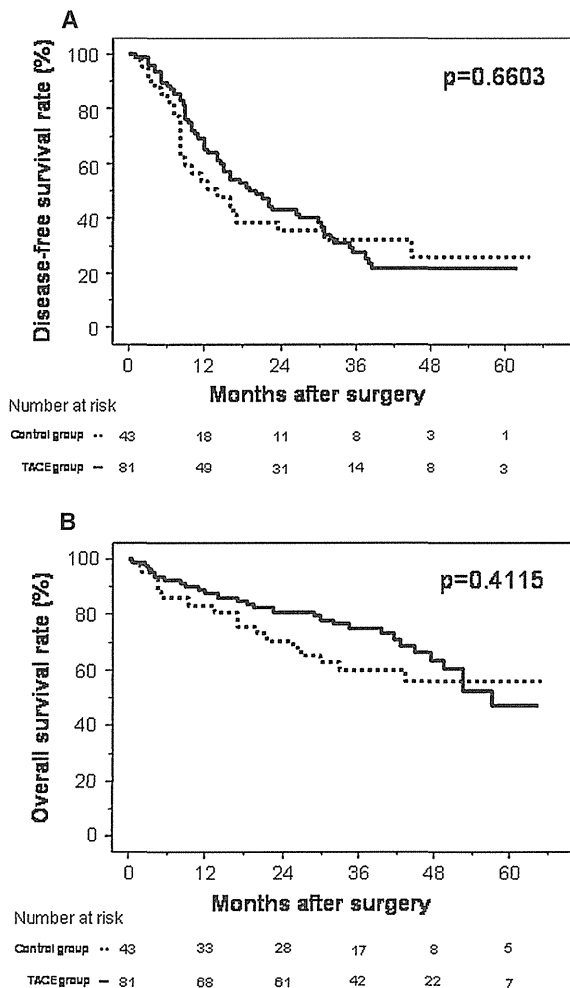 A
Disease-free survival rate [%]
100
80
60
40
20
0
p=0.6603
0 12 24 36 48 60
Months after surgery
Number at risk
Control group 43 18 11 8 3 1
TACE group 81 49 31 14 8 3
B
Overall survival rate [%]
100
80
60
40
20
0
p=0.4115
0 12 24 36 48 60
Months after surgery
Number at risk
Control group 43 33 28 17 8 5
TACE group 81 68 61 42 22 7